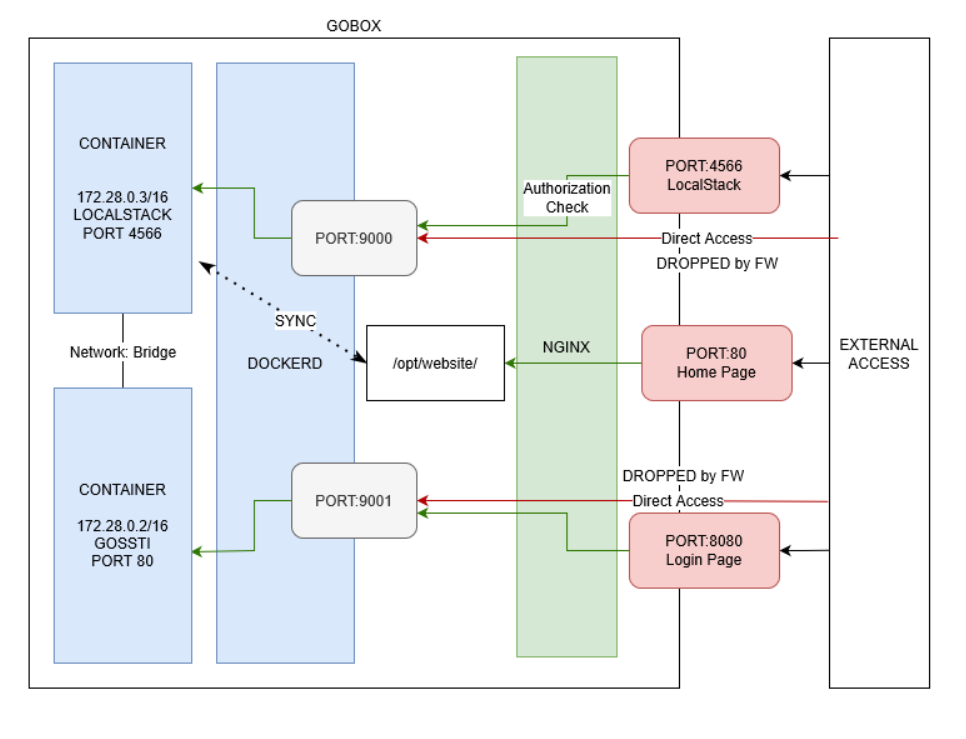 GOBOX
CONTAINER
172.28.0.3/16
LOCALSTACK
PORT 4566
PORT:4566
LocalStack
Authorization
Check
PORT:9000
Direct Access
DROPPED by FW
SYNC
Network: Bridge
DOCKERD
/opt/website/
NGINX
PORT:80
Home Page
EXTERNAL
ACCESS
CONTAINER
172.28.0.2/16
GOSSTI
PORT 80
PORT:9001
DROPPED by FW
Direct Access
PORT:8080
Login Page